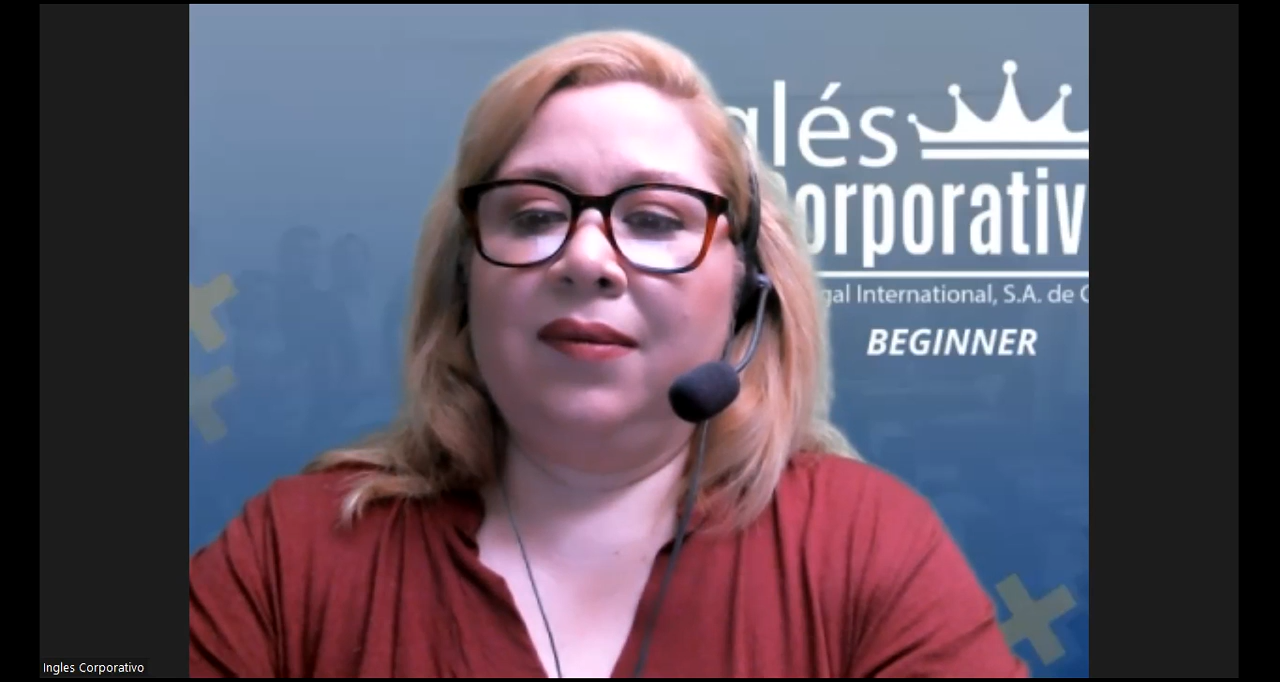 glés
orporativ
gal International, S.A. de C
BEGINNER
Ingles Corporativo